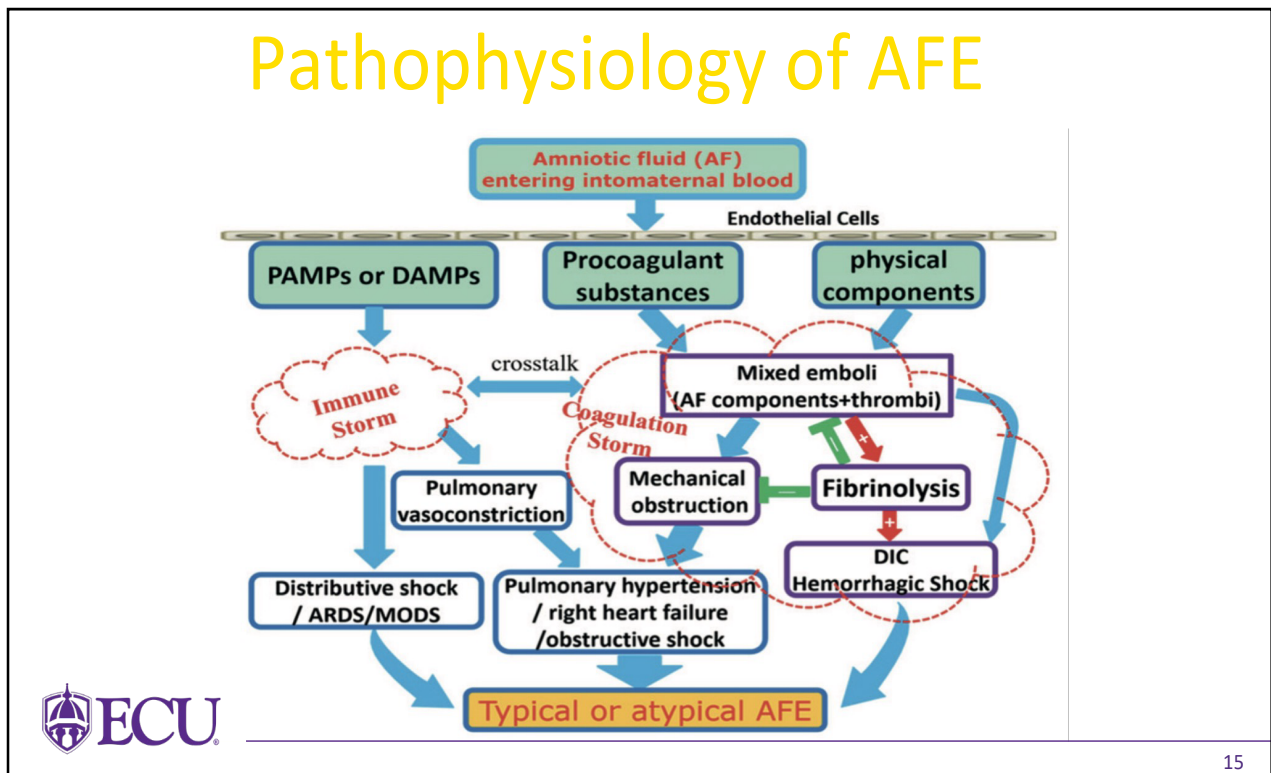 Pathophysiology of AFE
Amniotic fluid (AF)
entering intomaternal blood
Endothelial Cells
PAMPs or DAMPs
Procoagulant
substances
physical
components
crosstalk
Immune
Storm
Mixed emboli
(AF components+thrombi)
Coagulation
Storm
+
Pulmonary
vasoconstriction
Mechanical
obstruction
Fibrinolysis
+
Distributive shock
/ ARDS/MODS
Pulmonary hypertension
/ right heart failure
/obstructive shock
DIC
Hemorrhagic Shock
Typical or atypical AFE
ECU®
15